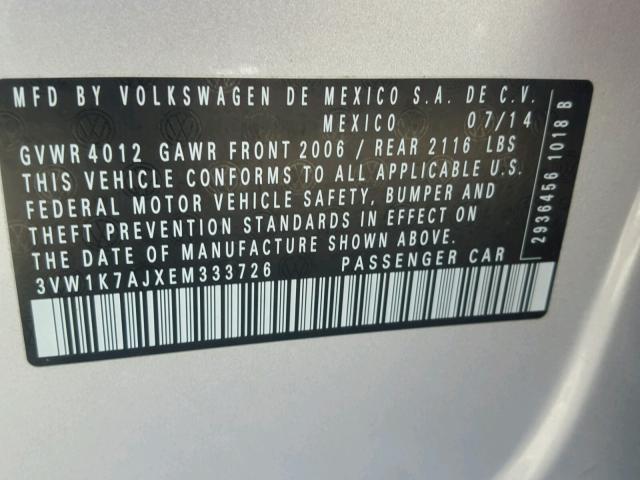 MFD BY VOLKSWAGEN DE MEXICO S.A. DE C.V.
MEXICO 07/14
GVWR 4012 GAWR FRONT 2006 / REAR 2116 LBS
THIS VEHICLE CONFORMS TO ALL APPLICABLE U.S.
FEDERAL MOTOR VEHICLE SAFETY, BUMPER AND
THEFT PREVENTION STANDARDS IN EFFECT ON
THE DATE OF MANUFACTURE SHOWN ABOVE.
3VW1K7AJXEM333726 PASSENGER CAR
2936456 1018 B